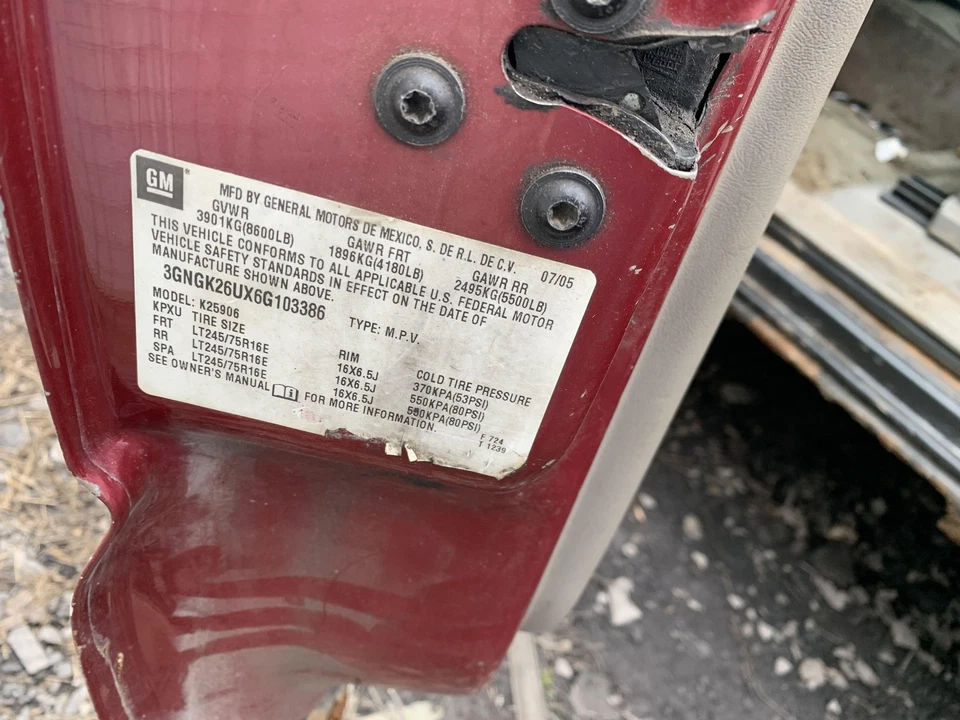 GM
MFD BY GENERAL MOTORS DE MEXICO, S. DE R.L. DE C.V. 07/05
GVWR GAWR FRT GAWR RR
3901KG(8600LB) 1896KG(4180LB) 2495KG(5500LB)
THIS VEHICLE CONFORMS TO ALL APPLICABLE U.S. FEDERAL MOTOR
VEHICLE SAFETY STANDARDS IN EFFECT ON THE DATE OF
MANUFACTURE SHOWN ABOVE.
3GNGK26UX6G103386 TYPE: M.P.V.
MODEL: K25906
KPXU TIRE SIZE RIM COLD TIRE PRESSURE
FRT LT245/75R16E 16X6.5J 370KPA(53PSI)
RR LT245/75R16E 16X6.5J 550KPA(80PSI)
SPA LT245/75R16E 16X6.5J 550KPA(80PSI)
SEE OWNER'S MANUAL FOR MORE INFORMATION.
F 724
T 1239